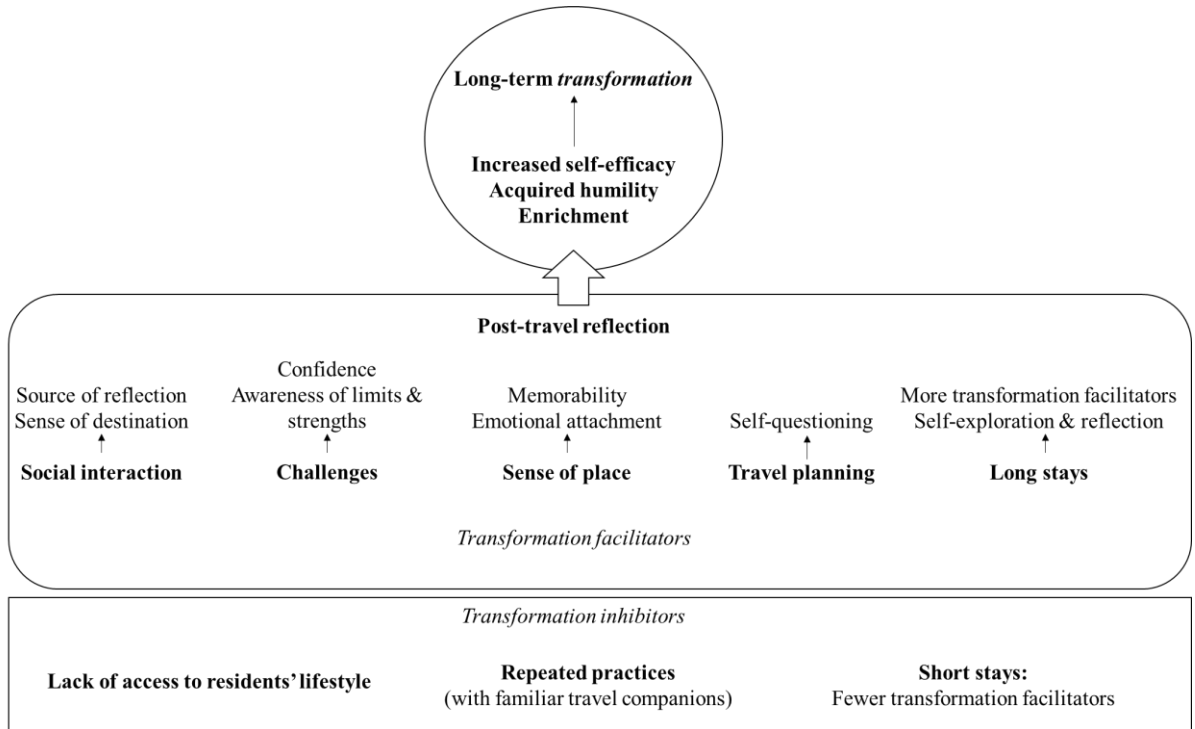 Long-term transformation
Increased self-efficacy
Acquired humility
Enrichment
Post-travel reflection
Source of reflection
Sense of destination
Social interaction
Confidence
Awareness of limits &
strengths
Challenges
Memorability
Emotional attachment
Sense of place
Self-questioning
Travel planning
More transformation facilitators
Self-exploration & reflection
Long stays
Transformation facilitators
Transformation inhibitors
Lack of access to residents' lifestyle
Repeated practices
(with familiar travel companions)
Short stays:
Fewer transformation facilitators